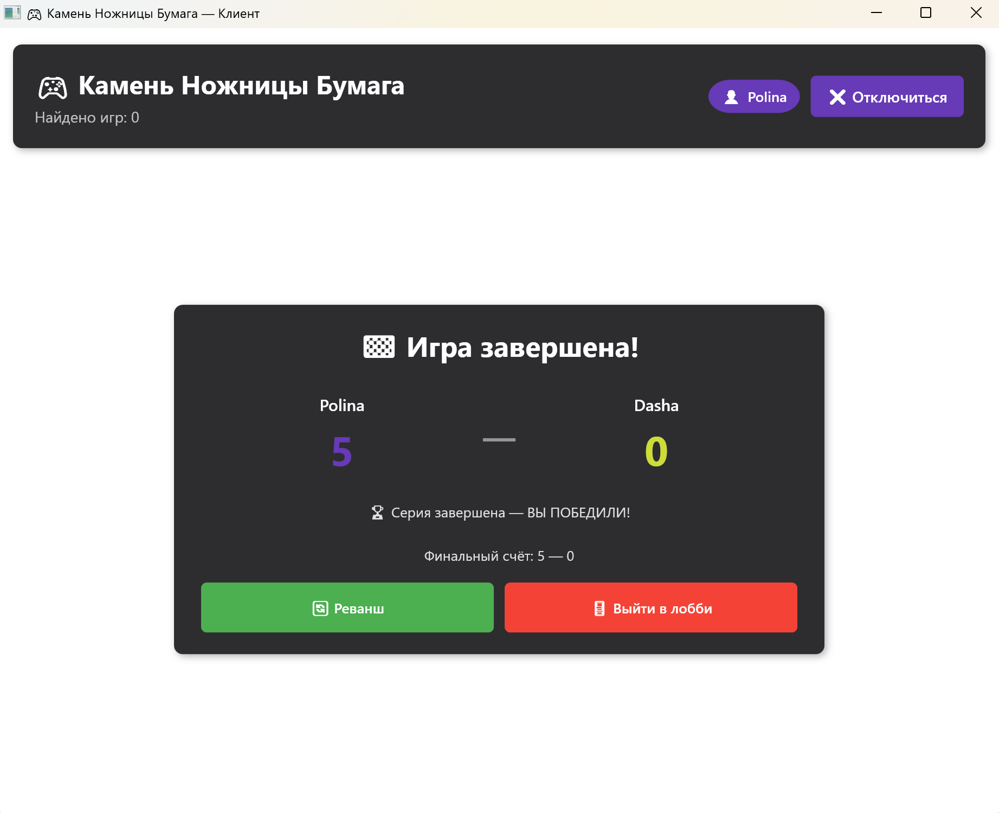 Камень Ножницы Бумага — Клиент
Камень Ножницы Бумага
Найдено игр: 0
Polina
Отключиться
Игра завершена!
Polina
Dasha
5 — 0
Серия завершена — ВЫ ПОБЕДИЛИ!
Финальный счёт: 5 — 0
Реванш
Выйти в лобби